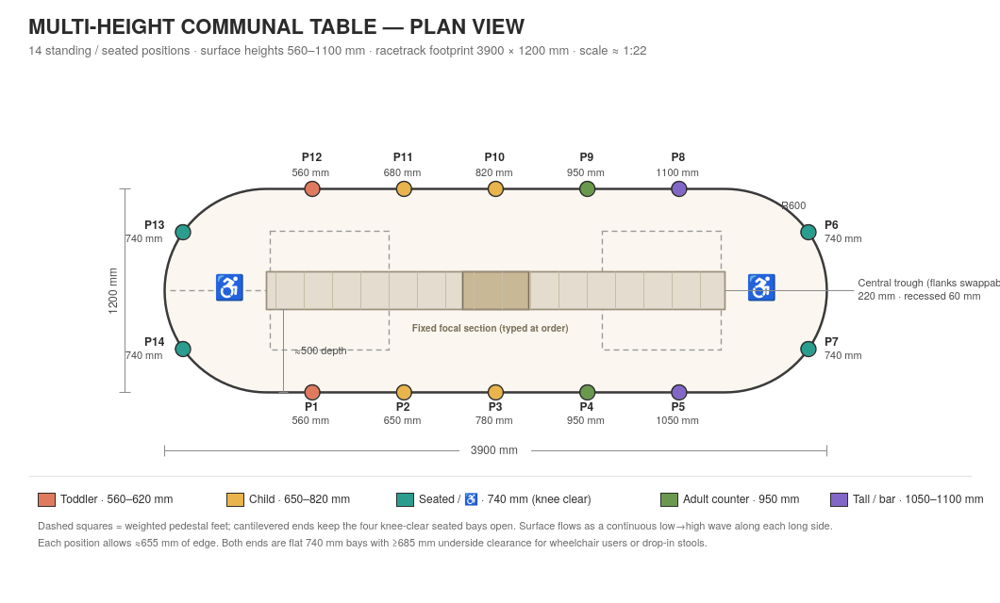 MULTI-HEIGHT COMMUNAL TABLE — PLAN VIEW
14 standing / seated positions · surface heights 560–1100 mm · racetrack footprint 3900 × 1200 mm · scale ≈ 1:22
P12 P11 P10 P9 P8
560 mm 680 mm 820 mm 950 mm 1100 mm
R600
P13 P6
740 mm 740 mm
1200 mm
Central trough (flanks swappab
220 mm · recessed 60 mm
Fixed focal section (typed at order)
P14 P7
740 mm 740 mm
≈500 depth
P1 P2 P3 P4 P5
560 mm 650 mm 780 mm 950 mm 1050 mm
3900 mm
Toddler · 560–620 mm Child · 650–820 mm Seated / ♿ · 740 mm (knee clear) Adult counter · 950 mm Tall / bar · 1050–1100 mm
Dashed squares = weighted pedestal feet; cantilevered ends keep the four knee-clear seated bays open. Surface flows as a continuous low→high wave along each long side.
Each position allows ≈655 mm of edge. Both ends are flat 740 mm bays with ≥685 mm underside clearance for wheelchair users or drop-in stools.